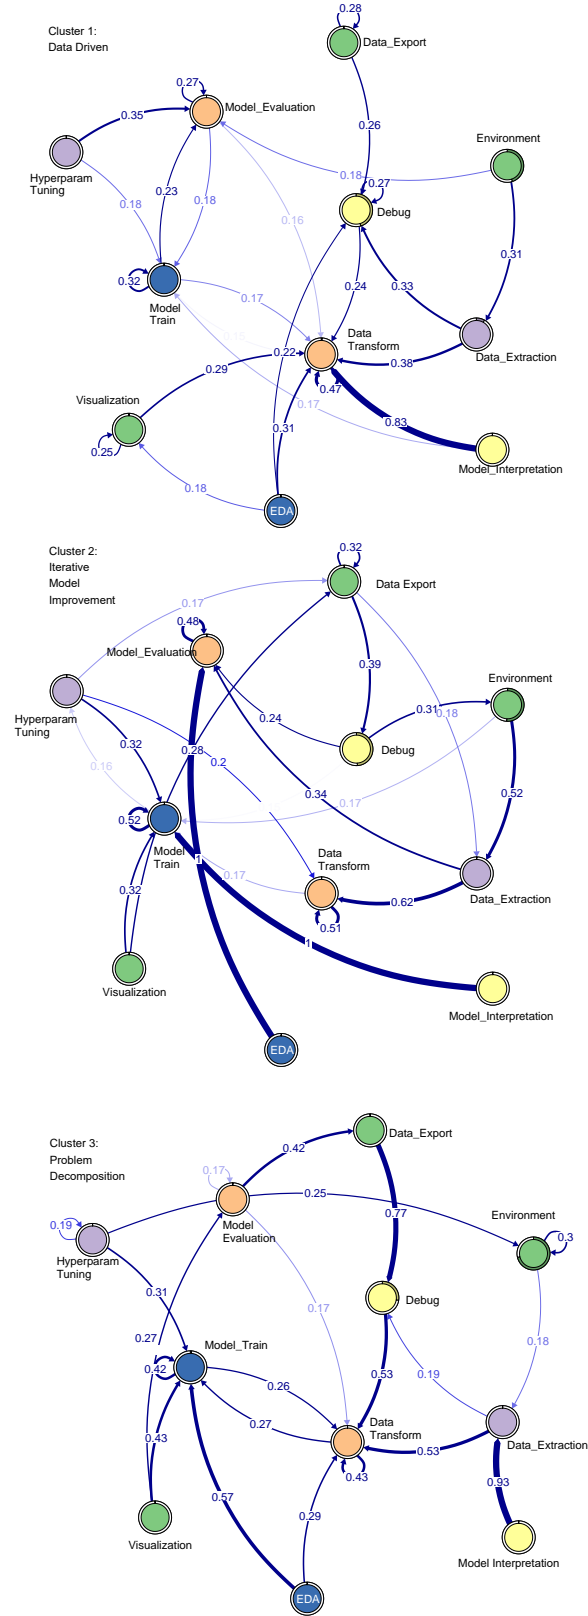 Cluster 1:
Data Driven
0.28
Data_Export
0.27
Model_Evaluation
0.35
0.26
Environment
Hyperparam
Tuning
0.18
0.23
0.18
0.18
0.27
0.16
Debug
0.31
0.32
Model
Train
0.17
0.24
0.33
0.15
Data
Transform
0.22
0.38
Data_Extraction
0.29
0.47
0.17
Visualization
0.25
0.31
0.83
Model_Interpretation
0.18
EDA
Cluster 2:
Iterative
Model
Improvement
0.32
Data Export
0.17
0.48
Model_Evaluation
0.39
Environment
Hyperparam
Tuning
0.24
0.31
0.18
0.32
0.28
0.2
Debug
0.16
0.34
0.17
0.52
0.52
Model
Train
1
0.17
Data
Transform
0.32
0.62
Data_Extraction
0.51
1
Visualization
Model_Interpretation
EDA
Cluster 3:
Problem
Decomposition
0.42
Data_Export
0.17
0.25
0.77
Environment
0.19
Model
Evaluation
Hyperparam
Tuning
0.3
0.31
0.17
Debug
0.27
Model_Train
0.18
0.42
0.26
0.53
0.19
0.27
Data
Transform
0.43
0.53
Data_Extraction
0.43
0.57
0.93
0.29
Visualization
Model Interpretation
EDA